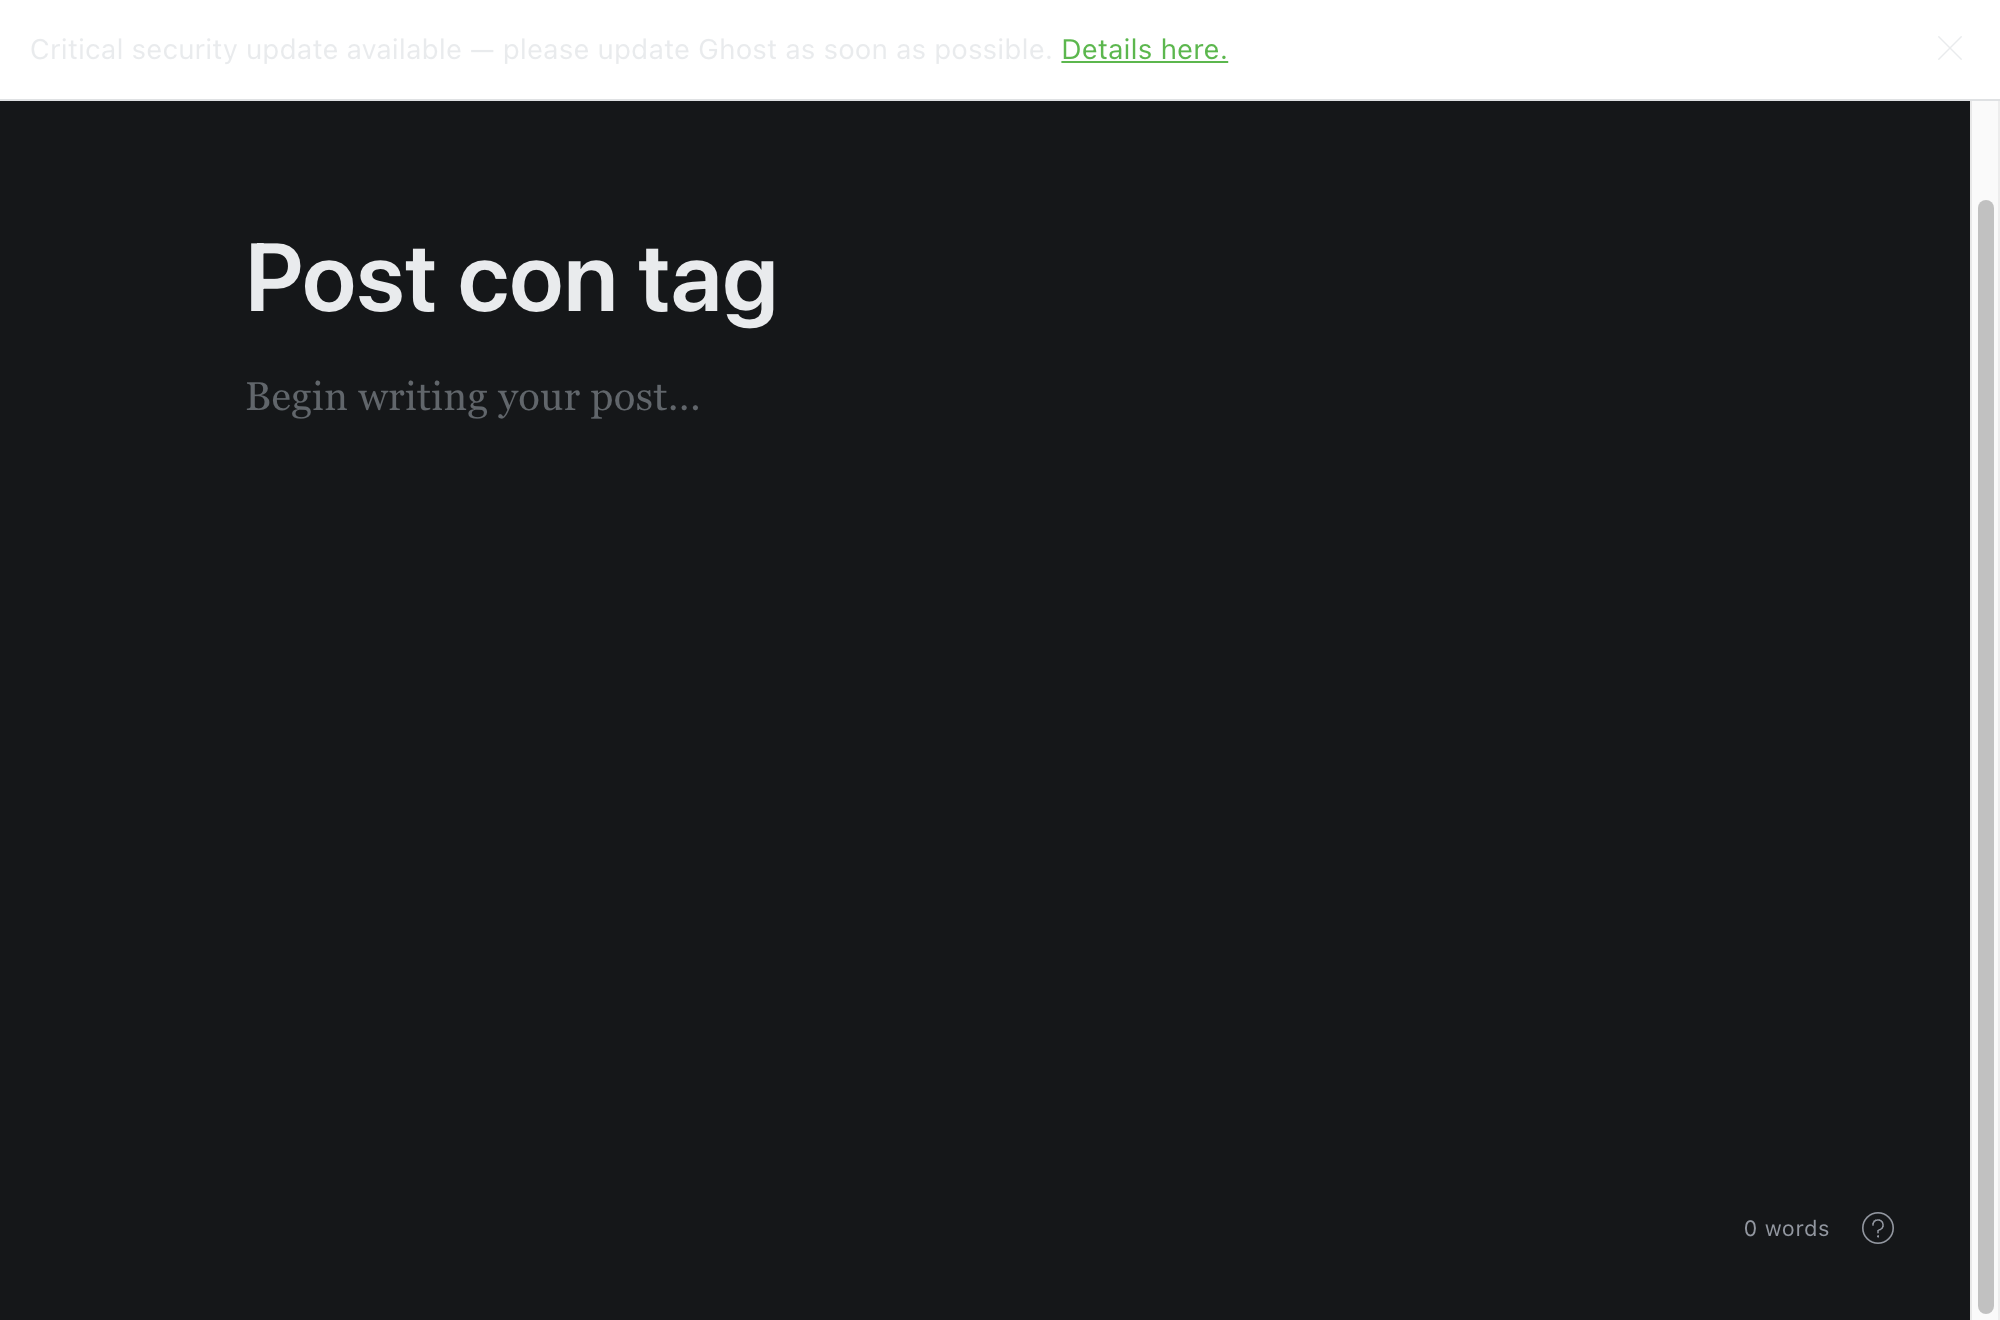 Critical security update available — please update Ghost as soon as possible. Details here.
Post con tag
Begin writing your post...
0 words
?